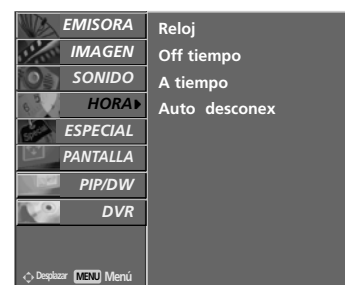 EMISORA
IMAGEN
SONIDO
HORA
ESPECIAL
PANTALLA
PIP/DW
DVR
Desplazar MENU Menú
Reloj
Off tiempo
A tiempo
Auto desconex